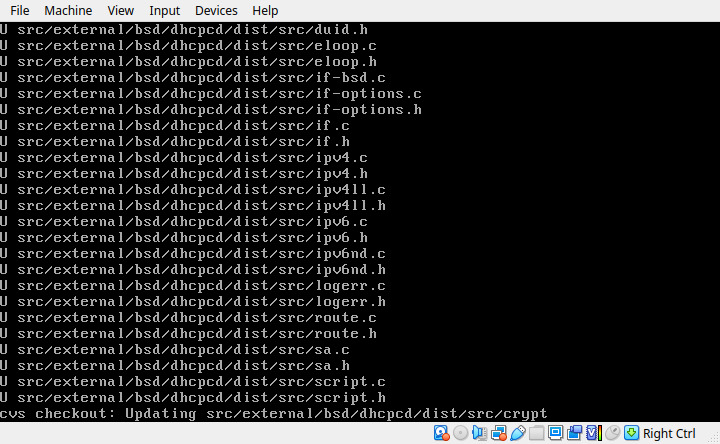 File Machine View Input Devices Help
U src/external/bsd/dhcpcd/dist/src/duid.h
U src/external/bsd/dhcpcd/dist/src/eloop.c
U src/external/bsd/dhcpcd/dist/src/eloop.h
U src/external/bsd/dhcpcd/dist/src/if-bsd.c
U src/external/bsd/dhcpcd/dist/src/if-options.c
U src/external/bsd/dhcpcd/dist/src/if-options.h
U src/external/bsd/dhcpcd/dist/src/if.c
U src/external/bsd/dhcpcd/dist/src/if.h
U src/external/bsd/dhcpcd/dist/src/ipv4.c
U src/external/bsd/dhcpcd/dist/src/ipv4.h
U src/external/bsd/dhcpcd/dist/src/ipv4ll.c
U src/external/bsd/dhcpcd/dist/src/ipv4ll.h
U src/external/bsd/dhcpcd/dist/src/ipv6.c
U src/external/bsd/dhcpcd/dist/src/ipv6.h
U src/external/bsd/dhcpcd/dist/src/ipv6nd.c
U src/external/bsd/dhcpcd/dist/src/ipv6nd.h
U src/external/bsd/dhcpcd/dist/src/logerr.c
U src/external/bsd/dhcpcd/dist/src/logerr.h
U src/external/bsd/dhcpcd/dist/src/route.c
U src/external/bsd/dhcpcd/dist/src/route.h
U src/external/bsd/dhcpcd/dist/src/sa.c
U src/external/bsd/dhcpcd/dist/src/sa.h
U src/external/bsd/dhcpcd/dist/src/script.c
U src/external/bsd/dhcpcd/dist/src/script.h
cvs checkout: Updating src/external/bsd/dhcpcd/dist/src/crypt
Right Ctrl